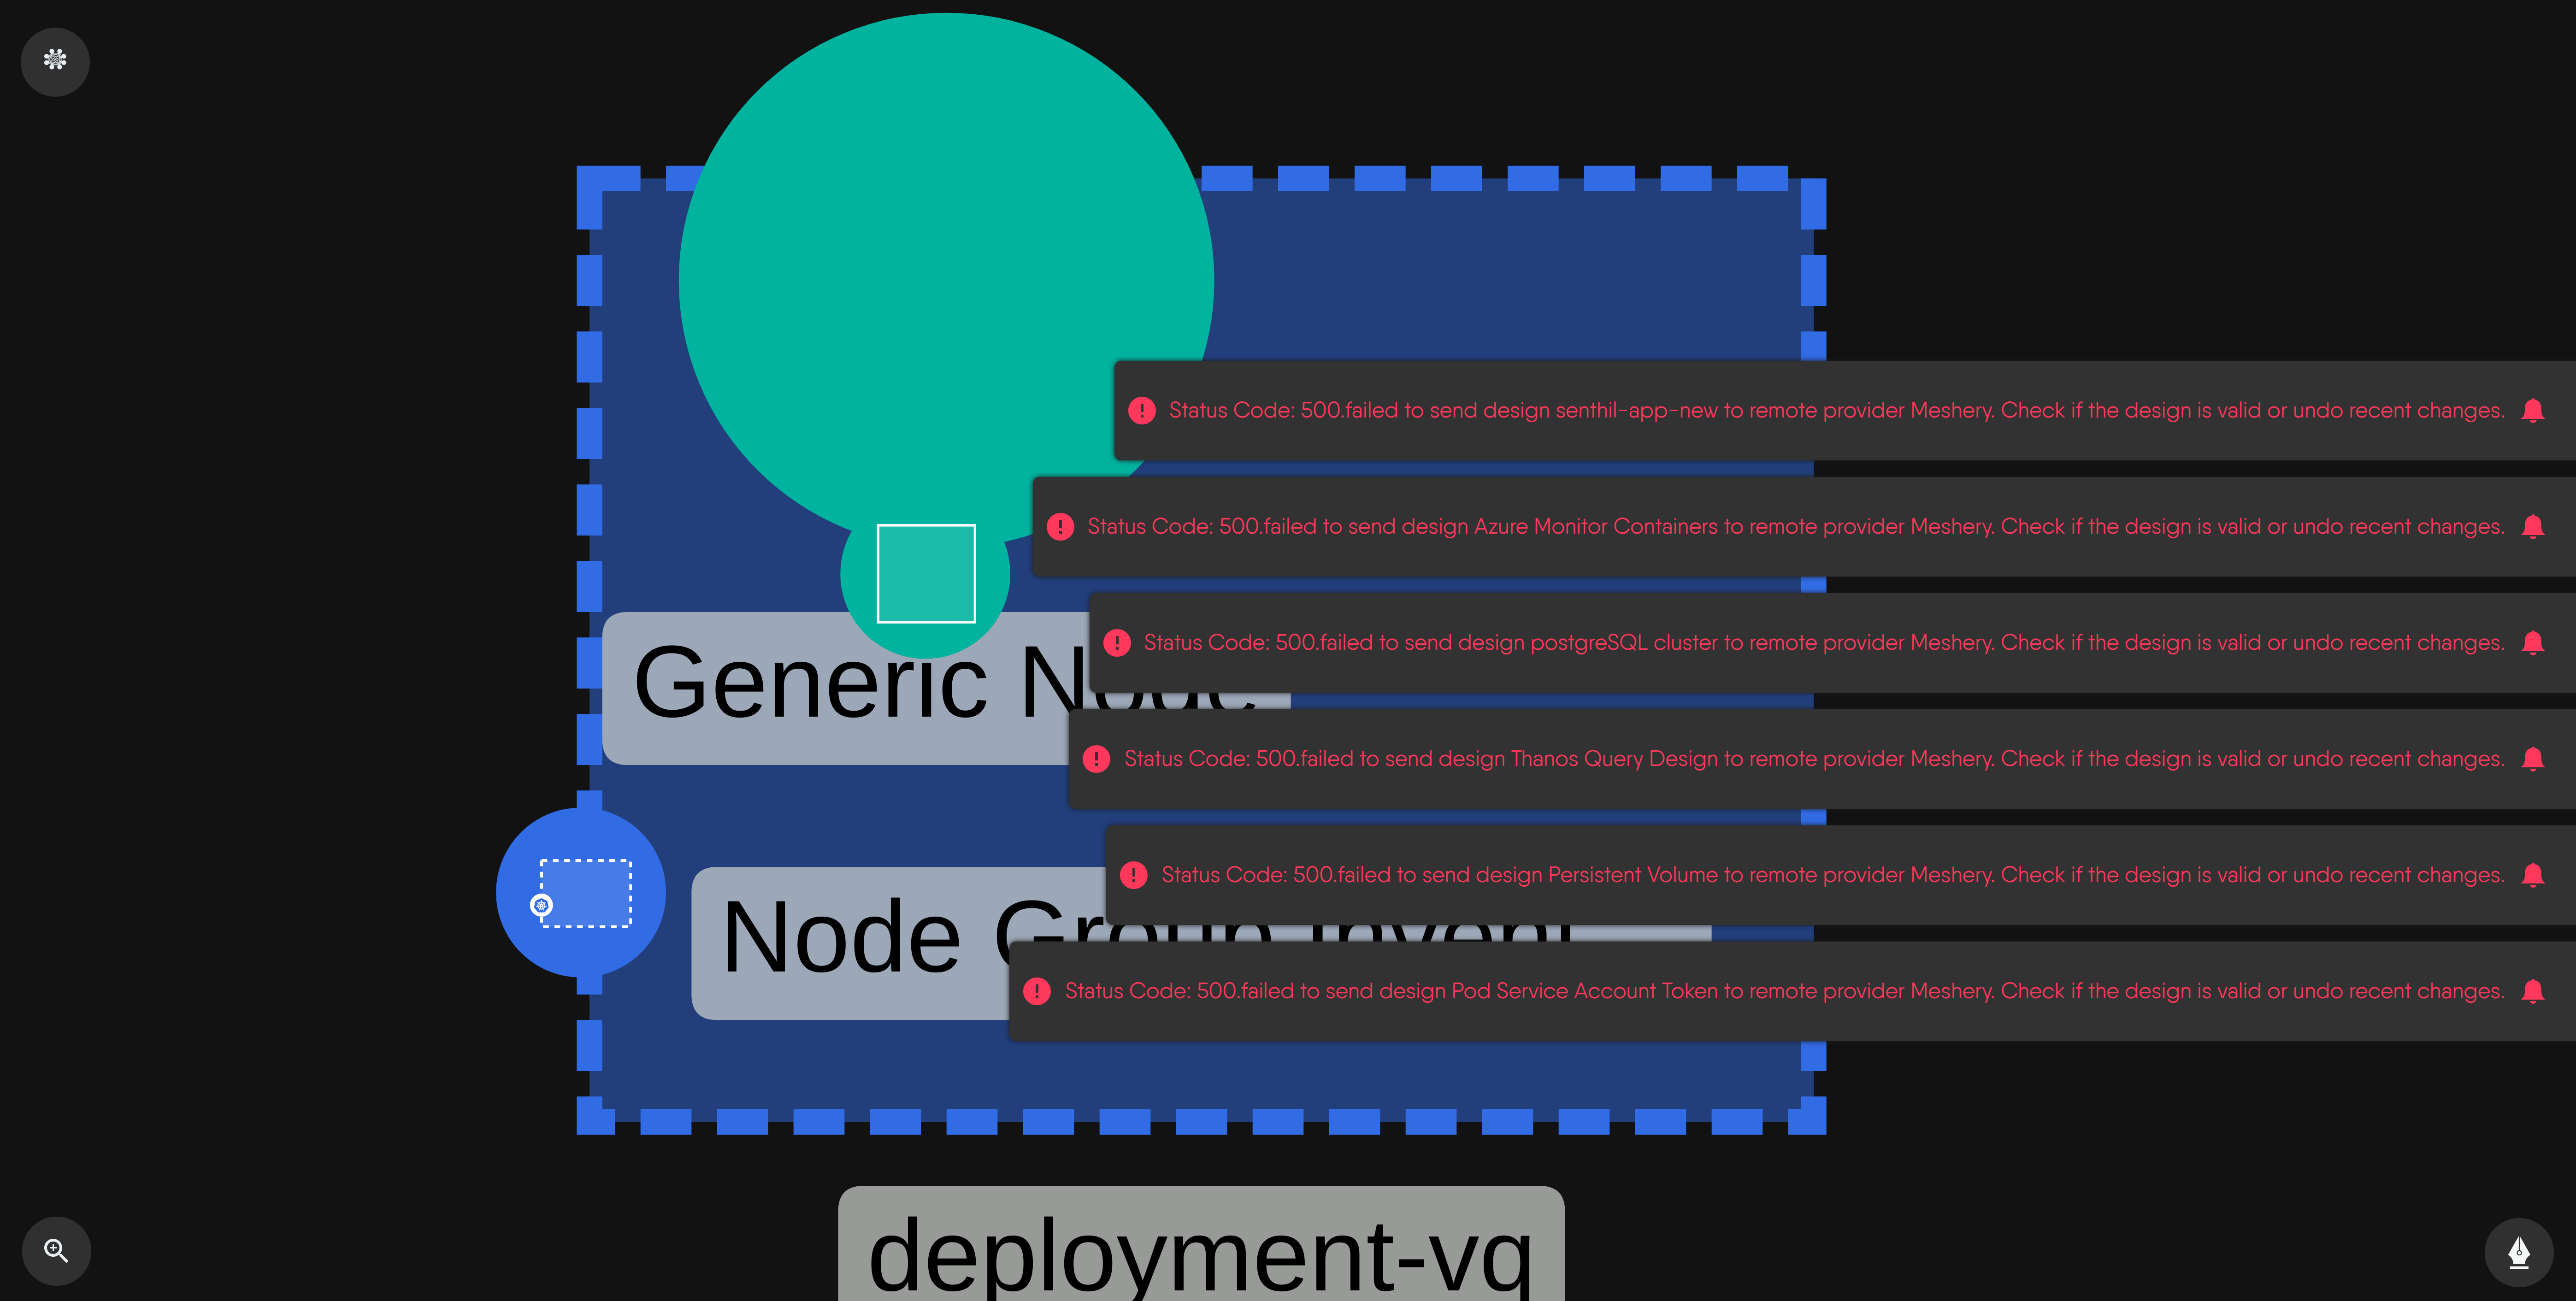 Status Code: 500.failed to send design senthil-app-new to remote provider Meshery. Check if the design is valid or undo recent changes.
Status Code: 500.failed to send design Azure Monitor Containers to remote provider Meshery. Check if the design is valid or undo recent changes.
Status Code: 500.failed to send design postgreSQL cluster to remote provider Meshery. Check if the design is valid or undo recent changes.
Generic Node
Status Code: 500.failed to send design Thanos Query Design to remote provider Meshery. Check if the design is valid or undo recent changes.
Status Code: 500.failed to send design Persistent Volume to remote provider Meshery. Check if the design is valid or undo recent changes.
Node Group
Status Code: 500.failed to send design Pod Service Account Token to remote provider Meshery. Check if the design is valid or undo recent changes.